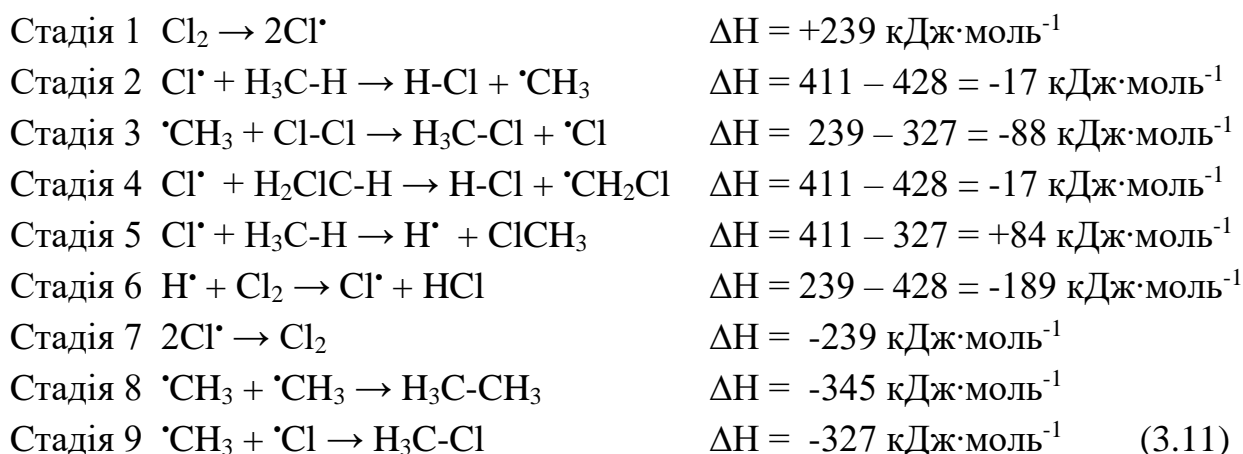 Стадія 1 Cl₂ → 2Cl• ΔH = +239 кДж·моль⁻¹
Стадія 2 Cl• + H₃C-H → H-Cl + •CH₃ ΔH = 411 – 428 = -17 кДж·моль⁻¹
Стадія 3 •CH₃ + Cl-Cl → H₃C-Cl + •Cl ΔH = 239 – 327 = -88 кДж·моль⁻¹
Стадія 4 Cl• + H₂ClC-H → H-Cl + •CH₂Cl ΔH = 411 – 428 = -17 кДж·моль⁻¹
Стадія 5 Cl• + H₃C-H → H• + ClCH₃ ΔH = 411 – 327 = +84 кДж·моль⁻¹
Стадія 6 H• + Cl₂ → Cl• + HCl ΔH = 239 – 428 = -189 кДж·моль⁻¹
Стадія 7 2Cl• → Cl₂ ΔH = -239 кДж·моль⁻¹
Стадія 8 •CH₃ + •CH₃ → H₃C-CH₃ ΔH = -345 кДж·моль⁻¹
Стадія 9 •CH₃ + •Cl → H₃C-Cl ΔH = -327 кДж·моль⁻¹ (3.11)